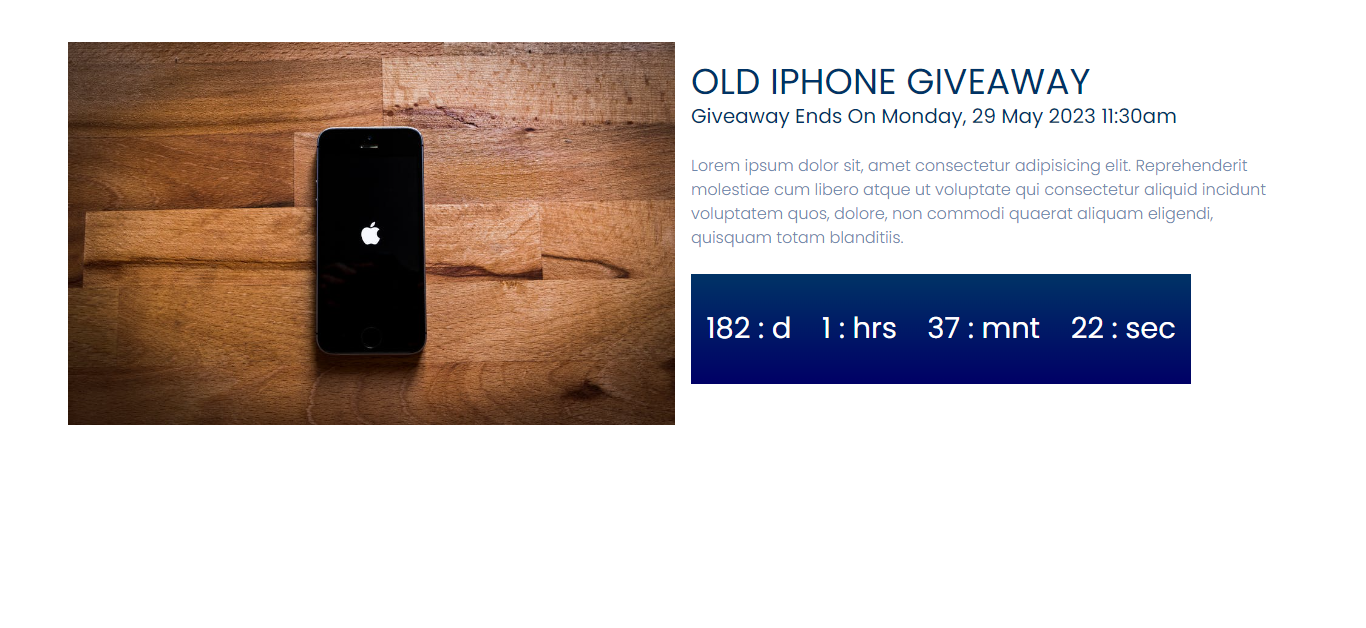 OLD IPHONE GIVEAWAY
Giveaway Ends On Monday, 29 May 2023 11:30am
Lorem ipsum dolor sit, amet consectetur adipisicing elit. Reprehenderit
molestiae cum libero atque ut voluptate qui consectetur aliquid incidunt
voluptatem quos, dolore, non commodi quaerat aliquam eligendi,
quisquam totam blanditiis.
182 : d 1 : hrs 37 : mnt 22 : sec